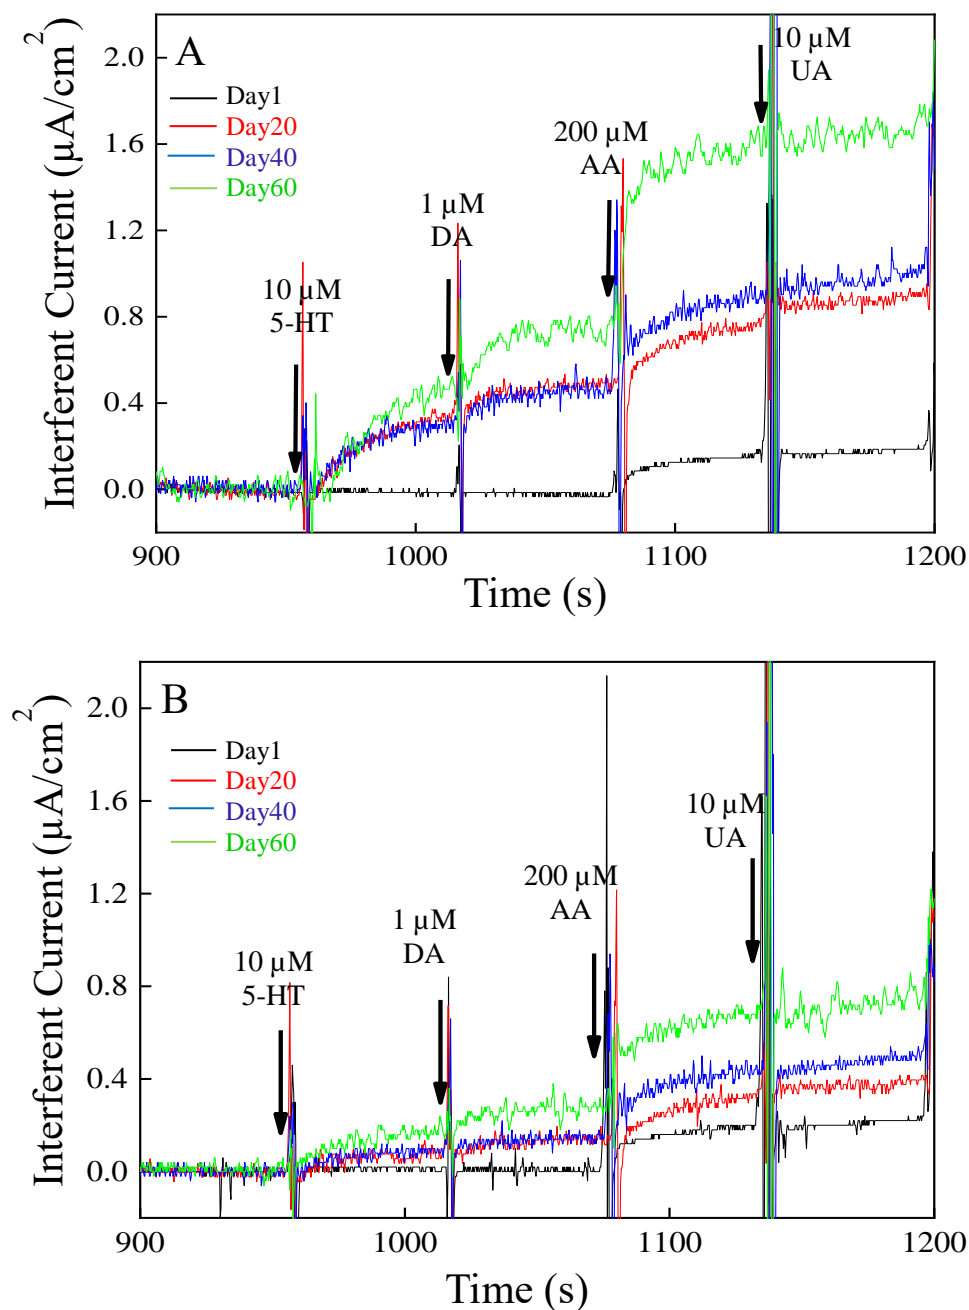 A
Interferent Current (µA/cm2)
2.0
1.6
1.2
0.8
0.4
0.0
Day1
Day20
Day40
Day60
10 µM
5-HT
1 µM
DA
200 µM
AA
10 µM
UA
900
1000
1100
1200
Time (s)
B
Interferent Current (µA/cm2)
2.0
1.6
1.2
0.8
0.4
0.0
Day1
Day20
Day40
Day60
10 µM
5-HT
1 µM
DA
200 µM
AA
10 µM
UA
900
1000
1100
1200
Time (s)